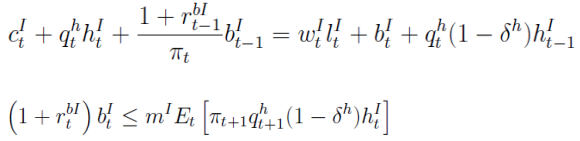 $c_t^I + q_t^h h_t^I + \frac{1 + r_{t-1}^{bI}}{\pi_t} b_{t-1}^I = w_t^I l_t^I + b_t^I + q_t^h (1 - \delta^h) h_{t-1}^I$
$\left(1 + r_t^{bI}\right) b_t^I \leq m^I E_t \left[\pi_{t+1} q_{t+1}^h (1 - \delta^h) h_t^I\right]$